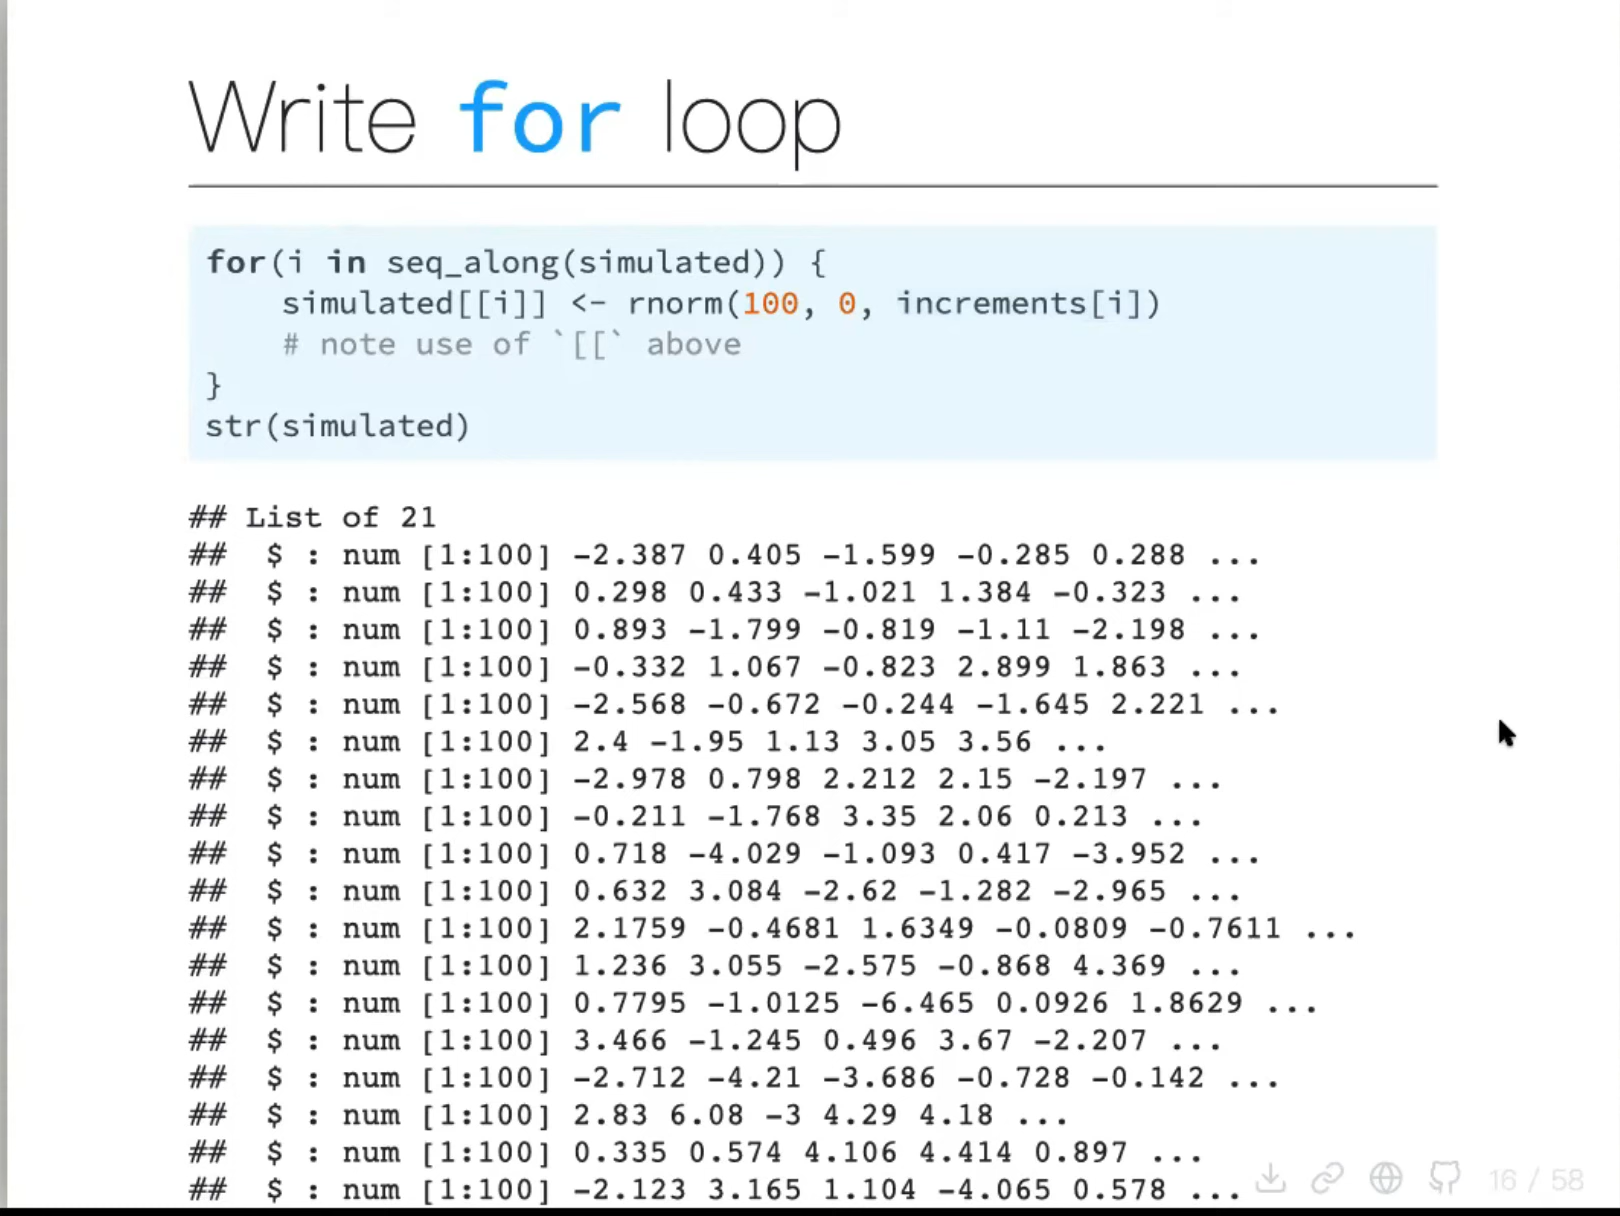 Write for loop
for(i in seq_along(simulated)) {
    simulated[[i]] <- rnorm(100, 0, increments[i])
    # note use of `[[` above
}
str(simulated)
## List of 21
##  $ : num [1:100] -2.387 0.405 -1.599 -0.285 0.288 ...
##  $ : num [1:100] 0.298 0.433 -1.021 1.384 -0.323 ...
##  $ : num [1:100] 0.893 -1.799 -0.819 -1.11 -2.198 ...
##  $ : num [1:100] -0.332 1.067 -0.823 2.899 1.863 ...
##  $ : num [1:100] -2.568 -0.672 -0.244 -1.645 2.221 ...
##  $ : num [1:100] 2.4 -1.95 1.13 3.05 3.56 ...
##  $ : num [1:100] -2.978 0.798 2.212 2.15 -2.197 ...
##  $ : num [1:100] -0.211 -1.768 3.35 2.06 0.213 ...
##  $ : num [1:100] 0.718 -4.029 -1.093 0.417 -3.952 ...
##  $ : num [1:100] 0.632 3.084 -2.62 -1.282 -2.965 ...
##  $ : num [1:100] 2.1759 -0.4681 1.6349 -0.0809 -0.7611 ...
##  $ : num [1:100] 1.236 3.055 -2.575 -0.868 4.369 ...
##  $ : num [1:100] 0.7795 -1.0125 -6.465 0.0926 1.8629 ...
##  $ : num [1:100] 3.466 -1.245 0.496 3.67 -2.207 ...
##  $ : num [1:100] -2.712 -4.21 -3.686 -0.728 -0.142 ...
##  $ : num [1:100] 2.83 6.08 -3 4.29 4.18 ...
##  $ : num [1:100] 0.335 0.574 4.106 4.414 0.897 ...
##  $ : num [1:100] -2.123 3.165 1.104 -4.065 0.578 ...
16 / 58